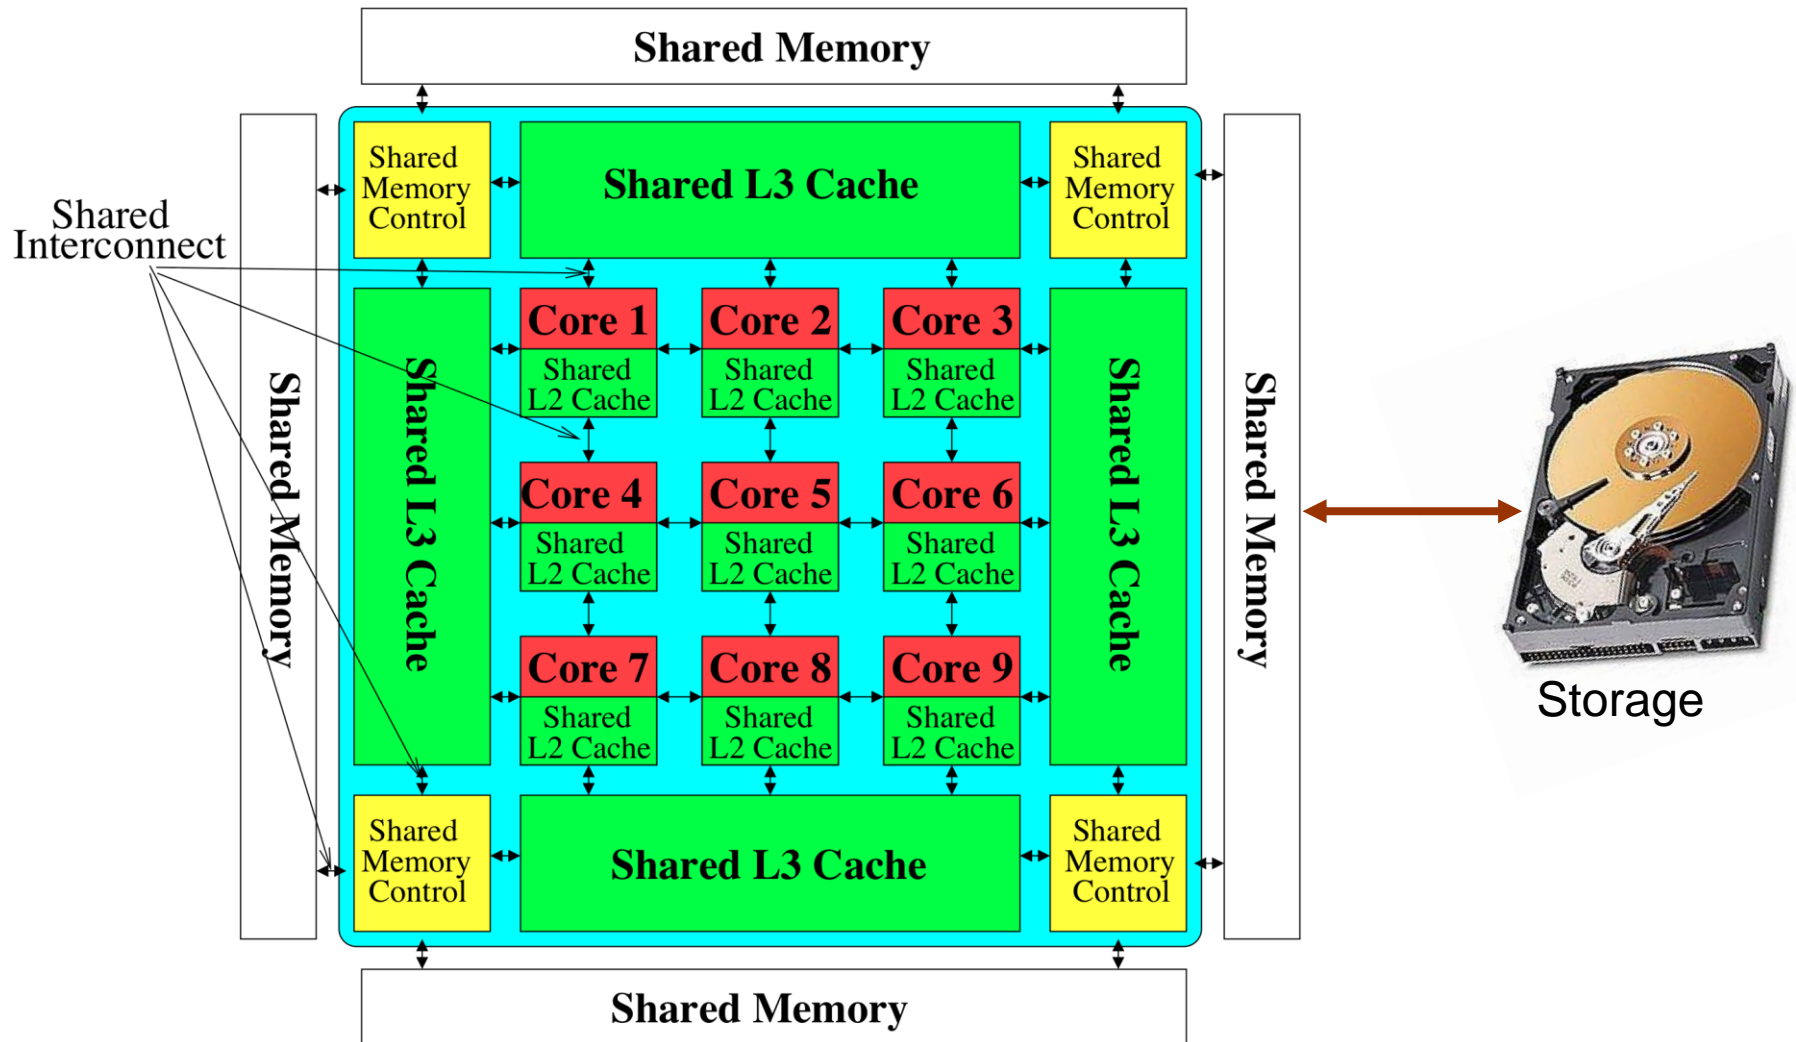 Shared Memory
Shared
Memory
Control
Shared L3 Cache
Shared
Memory
Control
Shared
Interconnect
Shared Memory
Shared L3 Cache
Core 1
Shared
L2 Cache
Core 2
Shared
L2 Cache
Core 3
Shared
L2 Cache
Core 4
Shared
L2 Cache
Core 5
Shared
L2 Cache
Core 6
Shared
L2 Cache
Core 7
Shared
L2 Cache
Core 8
Shared
L2 Cache
Core 9
Shared
L2 Cache
Shared L3 Cache
Shared Memory
Storage
Shared
Memory
Control
Shared L3 Cache
Shared
Memory
Control
Shared Memory